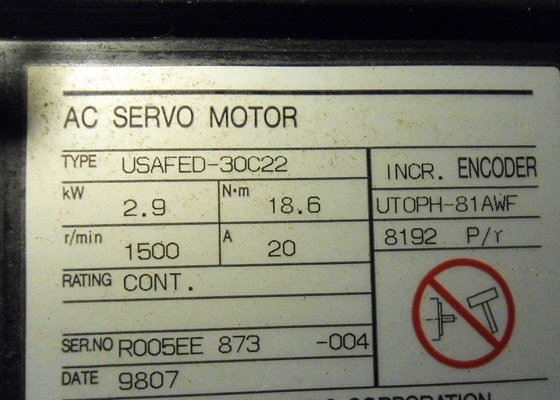 AC SERVO MOTOR
TYPE USAFED-30C22
INCR. ENCODER
kW 2.9 N·m 18.6
UTOPH-81AWF
r/min 1500 A 20
8192 P/r
RATING CONT.
SER.NO R005EE 873 -004
DATE 9807
CORPORATION